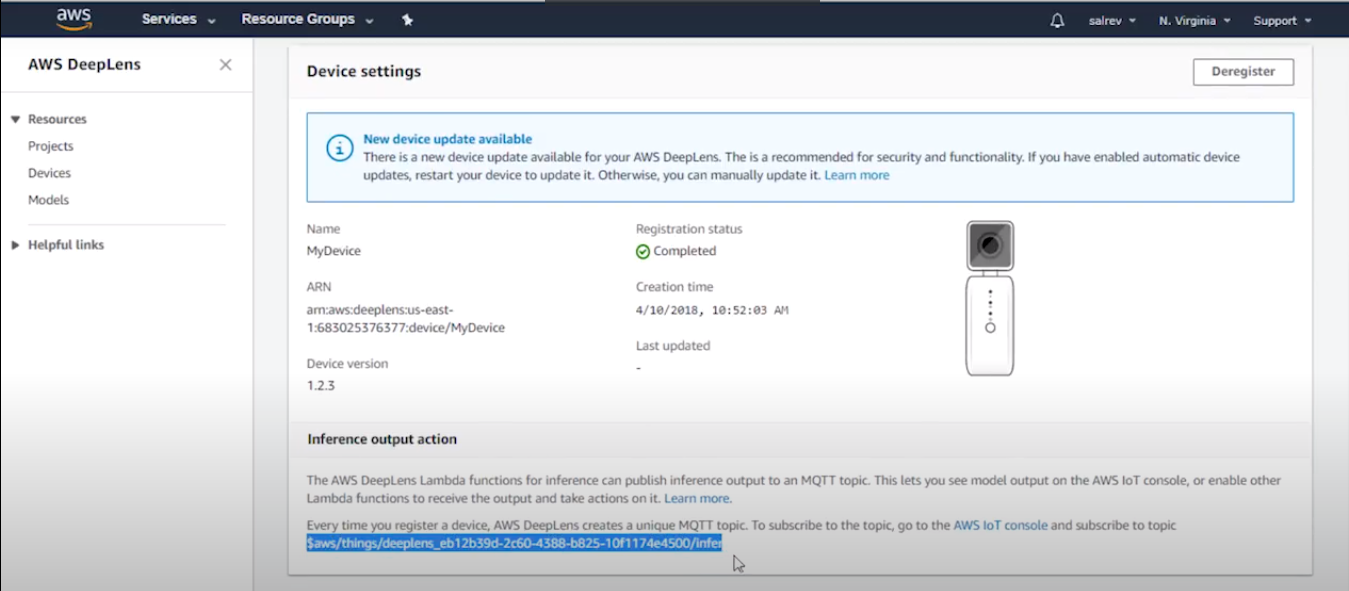 aws Services Resource Groups salrev N. Virginia Support
AWS DeepLens
Resources
Projects
Devices
Models
Helpful links
Device settings
Deregister
New device update available
There is a new device update available for your AWS DeepLens. The is a recommended for security and functionality. If you have enabled automatic device
updates, restart your device to update it. Otherwise, you can manually update it. Learn more
Name
MyDevice
ARN
arn:aws:deeplens:us-east-
1:683025376377:device/MyDevice
Device version
1.2.3
Registration status
Completed
Creation time
4/10/2018, 10:52:03 AM
Last updated
-
Inference output action
The AWS DeepLens Lambda functions for inference can publish inference output to an MQTT topic. This lets you see model output on the AWS IoT console, or enable other
Lambda functions to receive the output and take actions on it. Learn more.
Every time you register a device, AWS DeepLens creates a unique MQTT topic. To subscribe to the topic, go to the AWS IoT console and subscribe to topic
$aws/things/deeplens_eb12b39d-2c60-4388-b825-10f1174e4500/infer